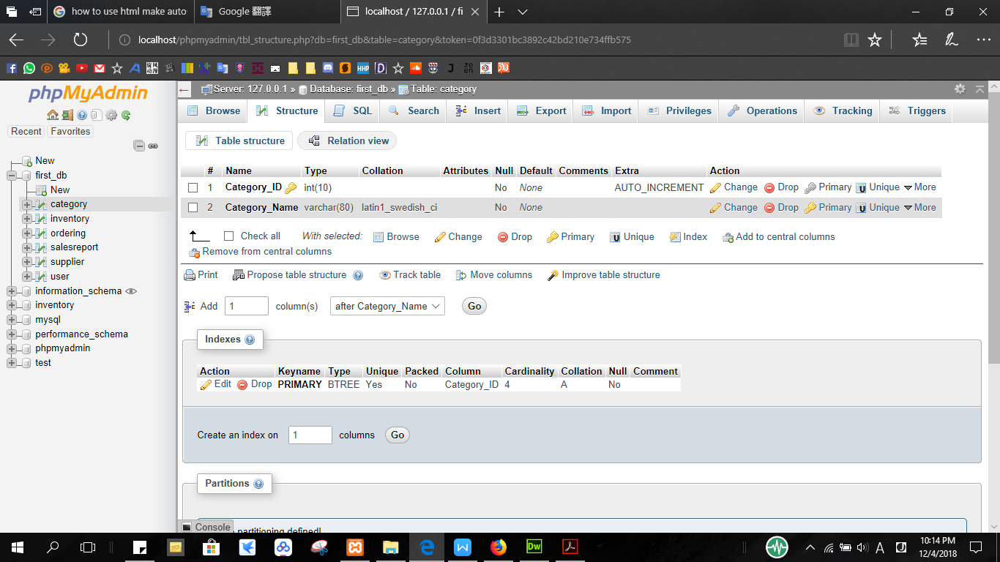 how to use html make auto
Google 翻譯
localhost / 127.0.0.1 / fi
localhost/phpmyadmin/tbl_structure.php?db=first_db&table=category&token=0f3d3301bc3892c42bd210e734ffb575
phpMyAdmin
Recent Favorites
New
first_db
New
category
inventory
ordering
salesreport
supplier
user
information_schema
inventory
mysql
performance_schema
phpmyadmin
test
Server: 127.0.0.1 » Database: first_db » Table: category
Browse Structure SQL Search Insert Export Import Privileges Operations Tracking Triggers
Table structure Relation view
# Name Type Collation Attributes Null Default Comments Extra Action
1 Category_ID int(10) No None AUTO_INCREMENT Change Drop Primary Unique More
2 Category_Name varchar(80) latin1_swedish_ci No None Change Drop Primary Unique More
Check all With selected: Browse Change Drop Primary Unique Index Add to central columns
Remove from central columns
Print Propose table structure Track table Move columns Improve table structure
Add 1 column(s) after Category_Name Go
Indexes
Action Keyname Type Unique Packed Column Cardinality Collation Null Comment
Edit Drop PRIMARY BTREE Yes No Category_ID 4 A No
Create an index on 1 columns Go
Partitions
Console partitioning defined!
Dw
A
10:14 PM
12/4/2018